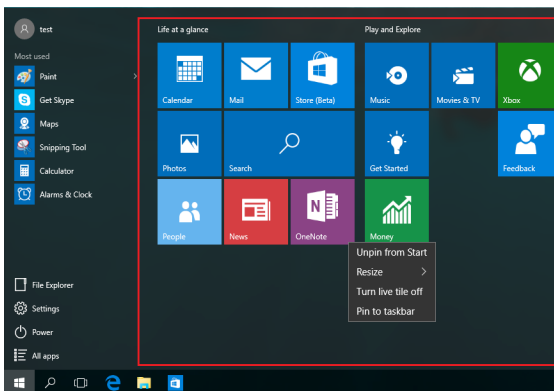 test
Most used
Paint
Get Skype
Maps
Snipping Tool
Calculator
Alarms & Clock
File Explorer
Settings
Power
All apps
Life at a glance
Play and Explore
Calendar
Mail
Store (Beta)
Music
Movies & TV
Xbox
Photos
Search
Get Started
Feedback
People
News
OneNote
Money
Unpin from Start
Resize
Turn live tile off
Pin to taskbar